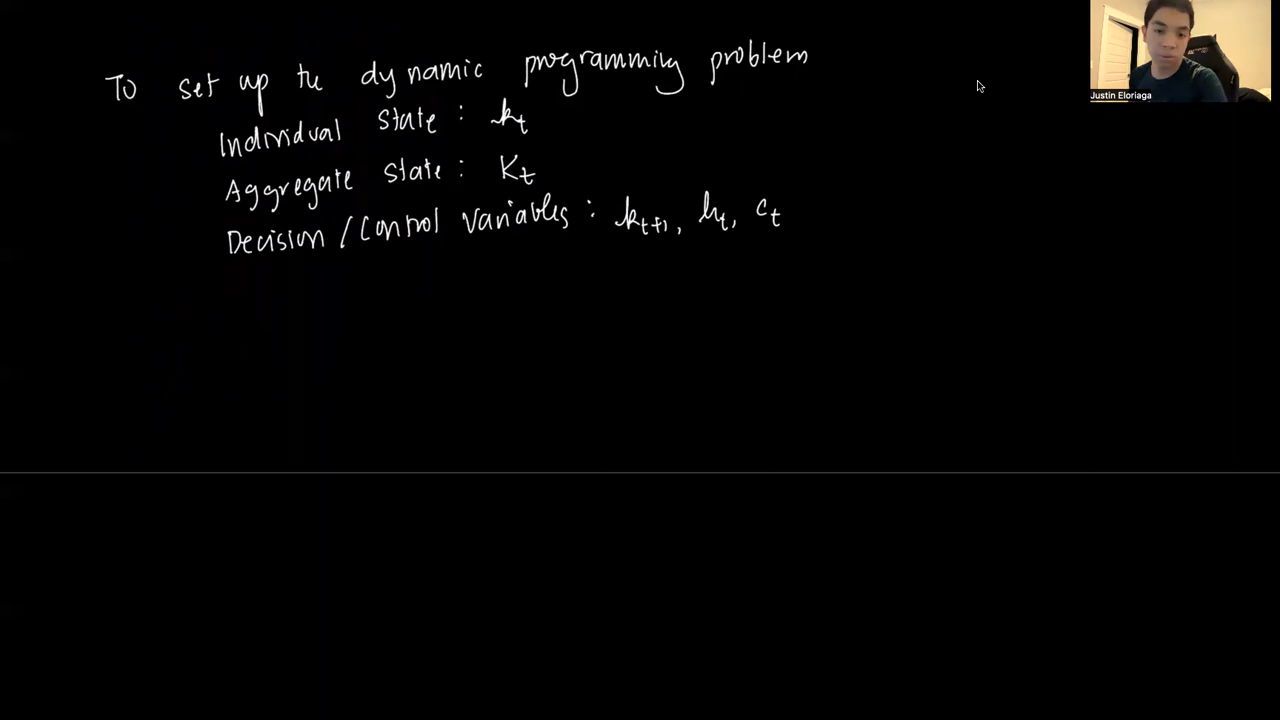 To set up the dynamic programming problem
Individual state : kt
Aggregate state : Kt
Decision / Control variables : kt+1, ht, ct
Justin Eloriaga